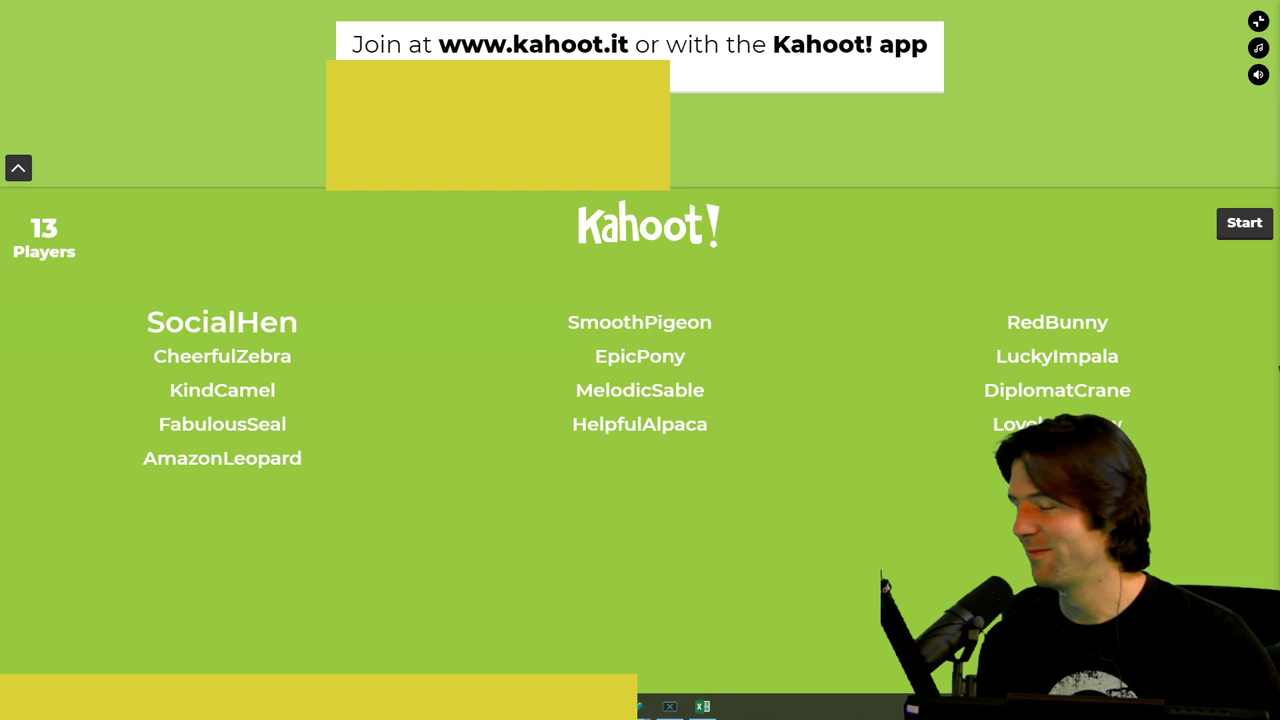 Join at www.kahoot.it or with the Kahoot! app
13
Players
Kahoot!
Start
SocialHen
SmoothPigeon
RedBunny
CheerfulZebra
EpicPony
LuckyImpala
KindCamel
MelodicSable
DiplomatCrane
FabulousSeal
HelpfulAlpaca
AmazonLeopard